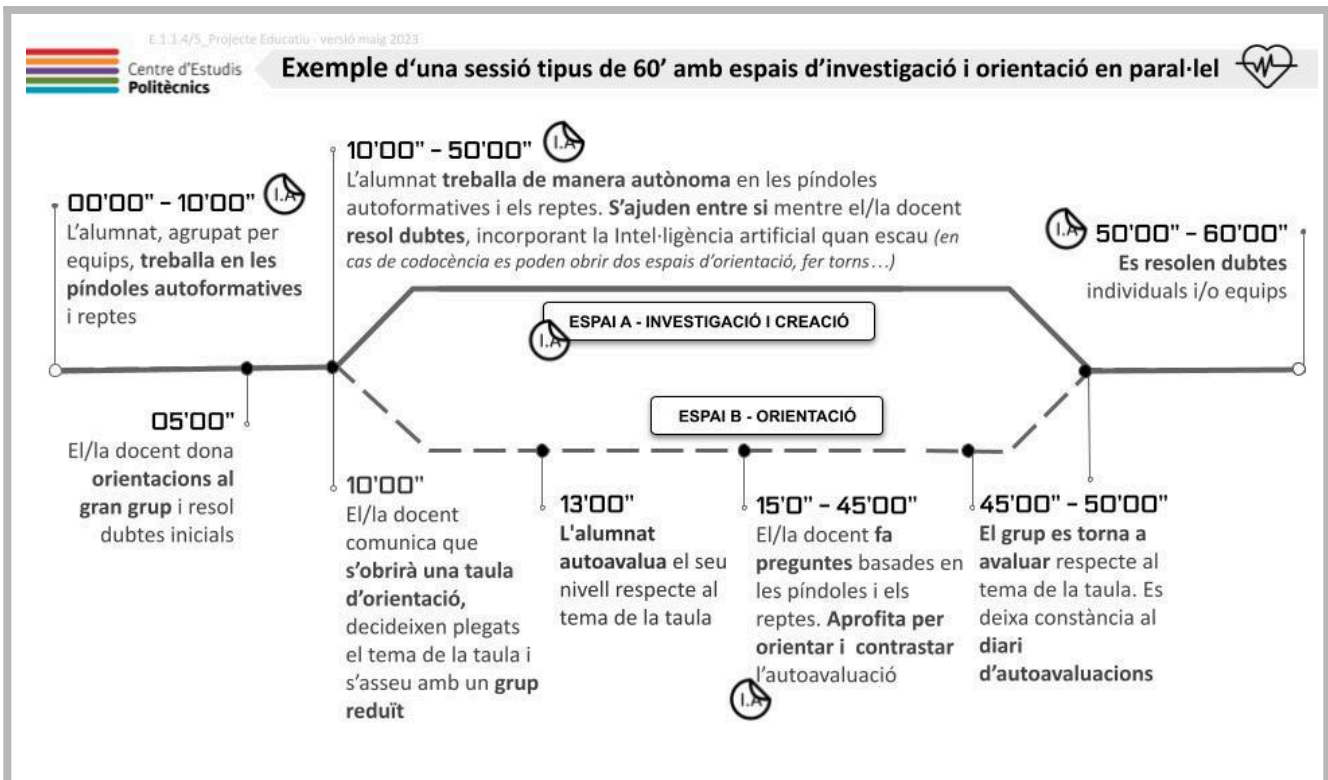 E.1.1.4/5_Projecte Educatiu - versió maig 2023
Centre d'Estudis
Politècnics
Exemple d‘una sessió tipus de 60’ amb espais d’investigació i orientació en paral·lel
00'00" - 10'00"
I.A
L’alumnat, agrupat per
equips, treballa en les
píndoles autoformatives
i reptes
10'00" - 50'00"
I.A
L’alumnat treballa de manera autònoma en les píndoles
autoformatives i els reptes. S’ajuden entre si mentre el/la docent
resol dubtes, incorporant la Intel·ligència artificial quan escau (en
cas de codocència es poden obrir dos espais d’orientació, fer torns…)
I.A
50'00" - 60'00"
Es resolen dubtes
individuals i/o equips
ESPAI A - INVESTIGACIÓ I CREACIÓ
I.A
ESPAI B - ORIENTACIÓ
05'00"
El/la docent dona
orientacions al
gran grup i resol
dubtes inicials
10'00"
El/la docent
comunica que
s’obrirà una taula
d’orientació,
decideixen plegats
el tema de la taula i
s’asseu amb un grup
reduït
13'00"
L'alumnat
autoavalua el seu
nivell respecte al
tema de la taula
15'0" - 45'00"
El/la docent fa
preguntes basades en
les píndoles i els
reptes. Aprofita per
orientar i contrastar
l’autoavaluació
I.A
45'00" - 50'00"
El grup es torna a
avaluar respecte al
tema de la taula. Es
deixa constància al
diari
d’autoavaluacions